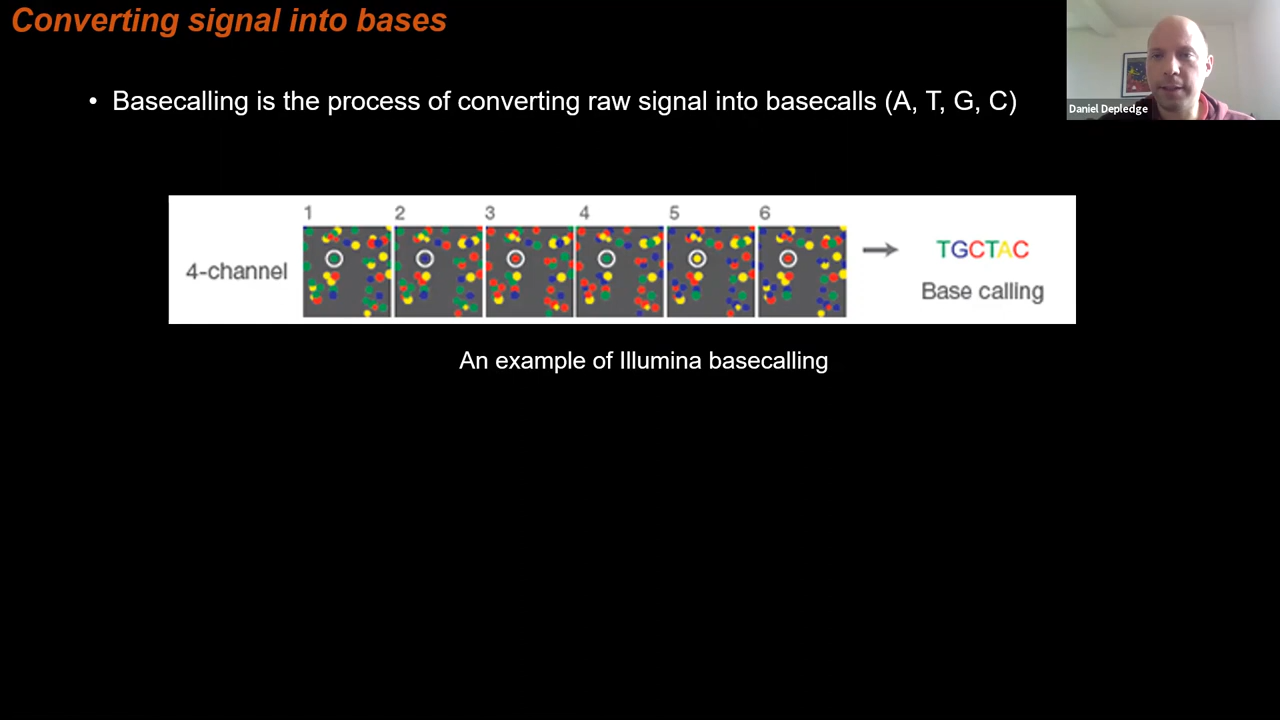 Converting signal into bases
Daniel Depledge
• Basecalling is the process of converting raw signal into basecalls (A, T, G, C)
1 2 3 4 5 6
4-channel
TGCTAC
Base calling
An example of Illumina basecalling